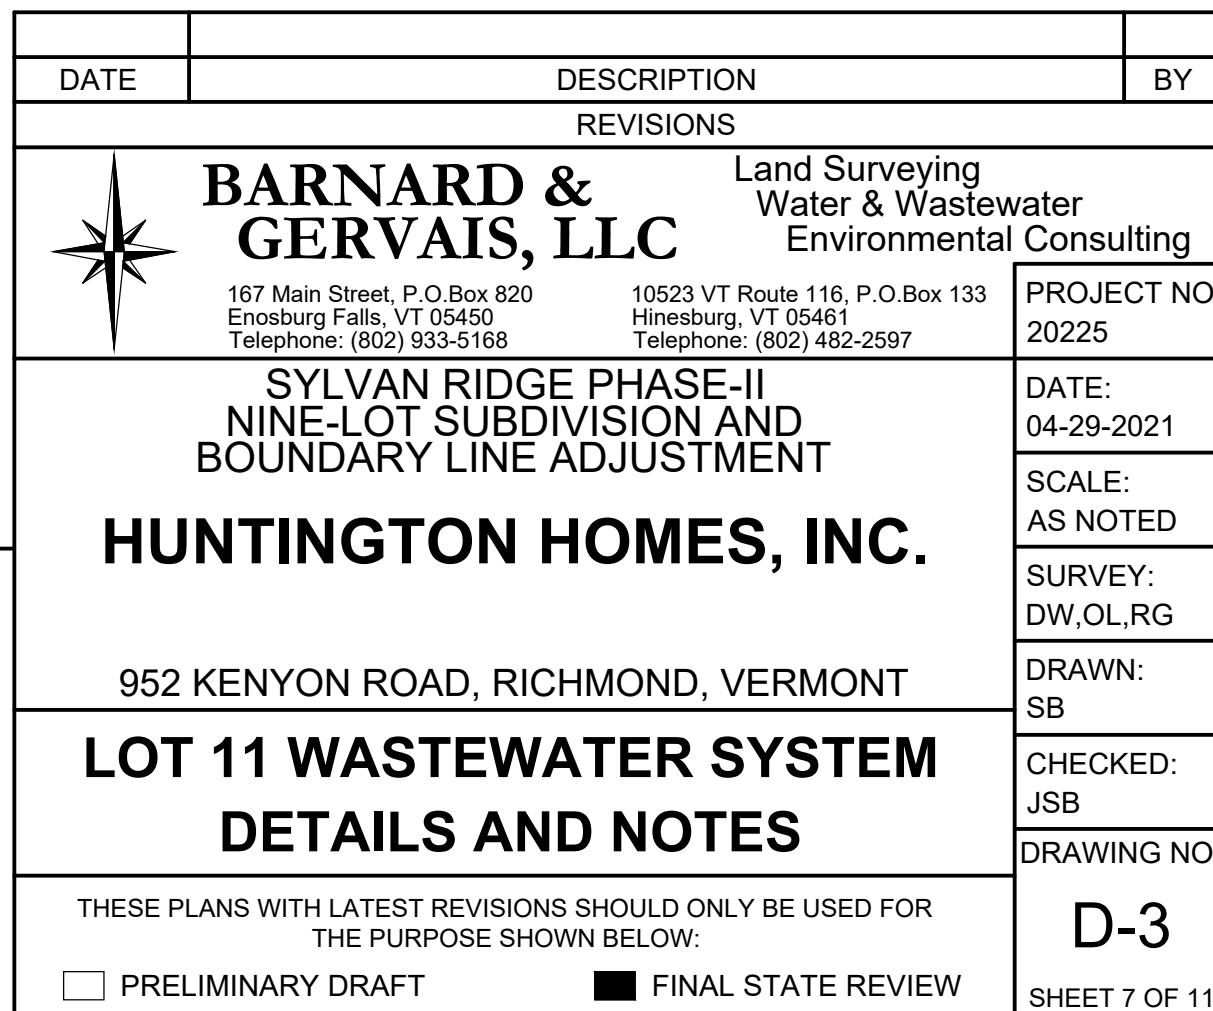 DATE DESCRIPTION BY
REVISIONS
BARNARD &
GERVAIS, LLC
Land Surveying
Water & Wastewater
Environmental Consulting
167 Main Street, P.O.Box 820
Enosburg Falls, VT 05450
Telephone: (802) 933-5168
10523 VT Route 116, P.O.Box 133
Hinesburg, VT 05461
Telephone: (802) 482-2597
PROJECT NO
20225
SYLVAN RIDGE PHASE-II
NINE-LOT SUBDIVISION AND
BOUNDARY LINE ADJUSTMENT
HUNTINGTON HOMES, INC.
952 KENYON ROAD, RICHMOND, VERMONT
DATE:
04-29-2021
SCALE:
AS NOTED
SURVEY:
DW,OL,RG
DRAWN:
SB
LOT 11 WASTEWATER SYSTEM
DETAILS AND NOTES
CHECKED:
JSB
DRAWING NO
D-3
SHEET 7 OF 11
THESE PLANS WITH LATEST REVISIONS SHOULD ONLY BE USED FOR
THE PURPOSE SHOWN BELOW:
PRELIMINARY DRAFT
FINAL STATE REVIEW